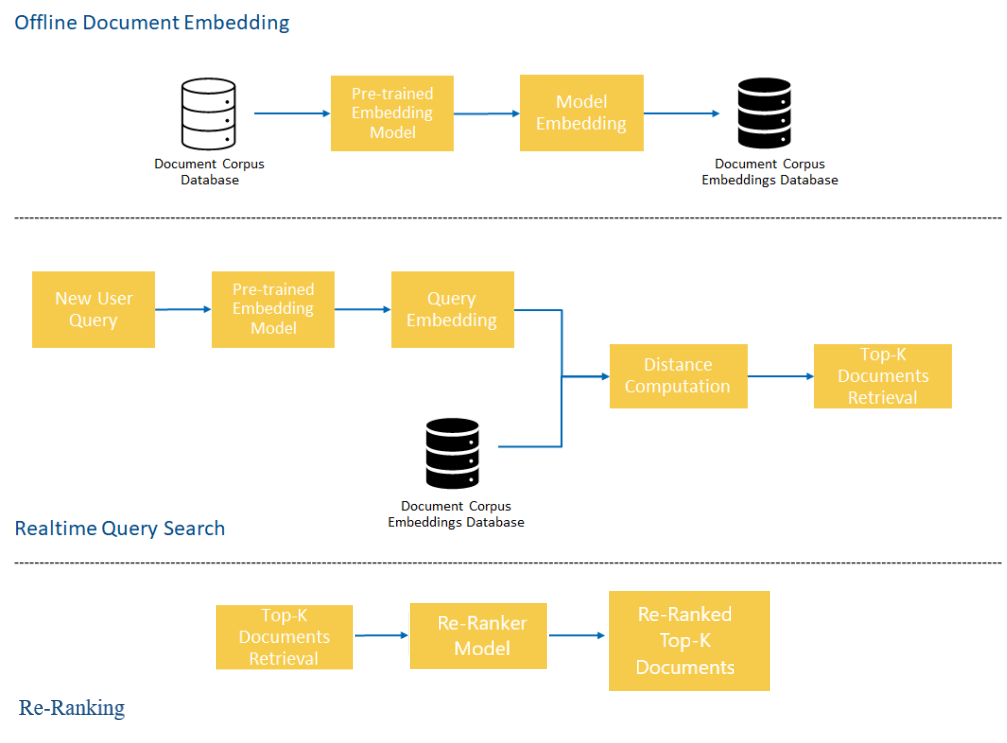 Offline Document Embedding
Pre-trained
Embedding
Model
Model
Embedding
Document Corpus
Database
Document Corpus
Embeddings Database
New User
Query
Pre-trained
Embedding
Model
Query
Embedding
Distance
Computation
Top-K
Documents
Retrieval
Document Corpus
Embeddings Database
Realtime Query Search
Top-K
Documents
Retrieval
Re-Ranker
Model
Re-Ranked
Top-K
Documents
Re-Ranking